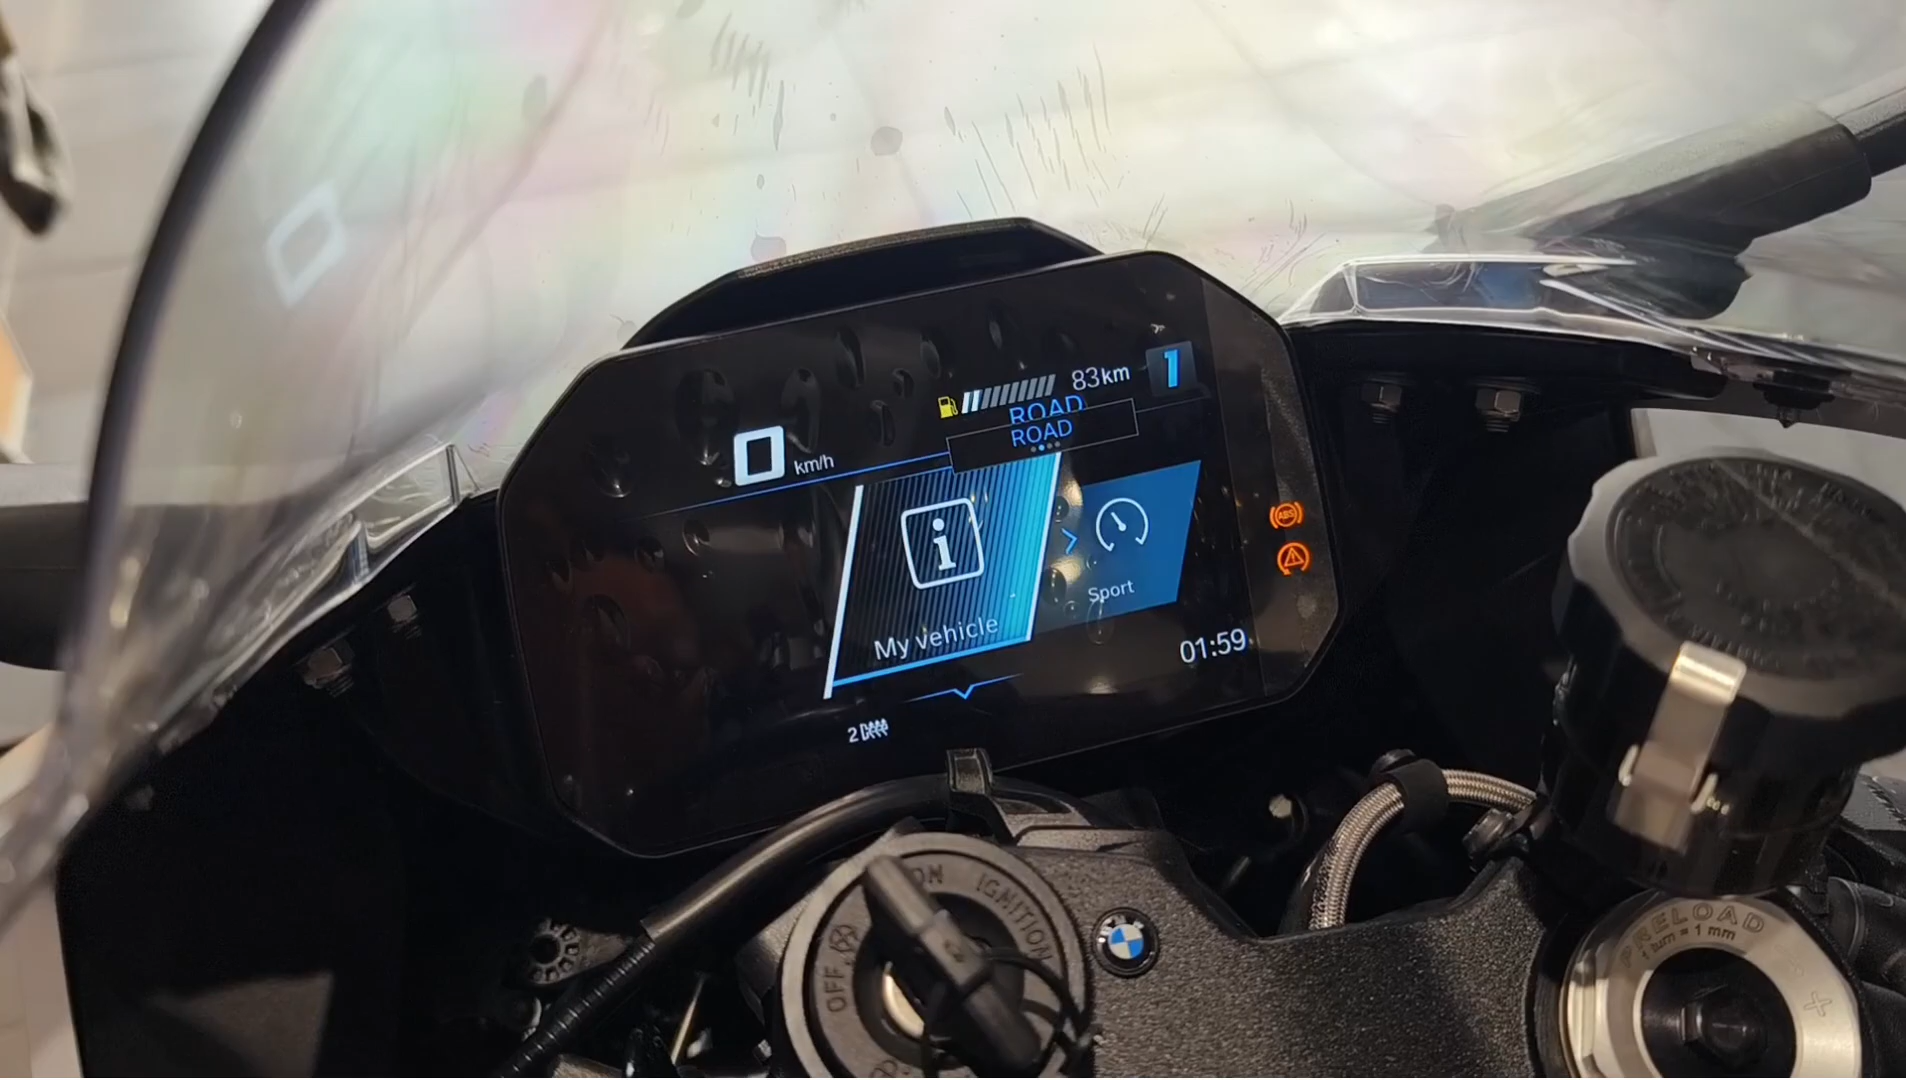 83km
1
ROAD
ROAD
0 km/h
ABS
My vehicle
Sport
01:59
2
ON
IGNITION
OFF
PRELOAD
1 turn = 1 mm
+